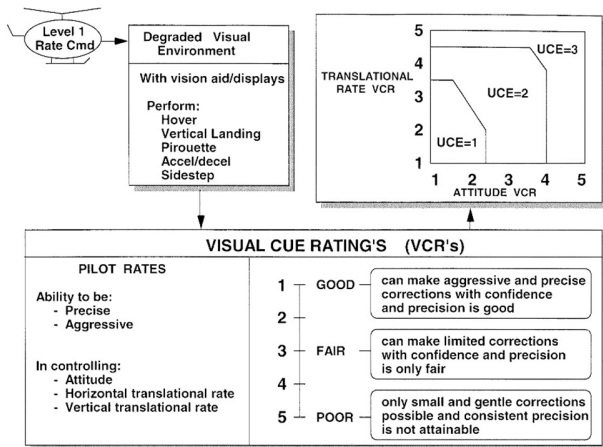 Level 1
Rate Cmd
Degraded Visual
Environment
With vision aid/displays
Perform:
Hover
Vertical Landing
Pirouette
Accel/decel
Sidestep
TRANSLATIONAL
RATE VCR
5
4
3
2
1
UCE=3
UCE=2
UCE=1
1 2 3 4 5
ATTITUDE VCR
VISUAL CUE RATING'S (VCR's)
PILOT RATES
Ability to be:
- Precise
- Aggressive
In controlling:
- Attitude
- Horizontal translational rate
- Vertical translational rate
1 GOOD
can make aggressive and precise
corrections with confidence
and precision is good
2
3 FAIR
can make limited corrections
with confidence and precision
is only fair
4
5 POOR
only small and gentle corrections
possible and consistent precision
is not attainable